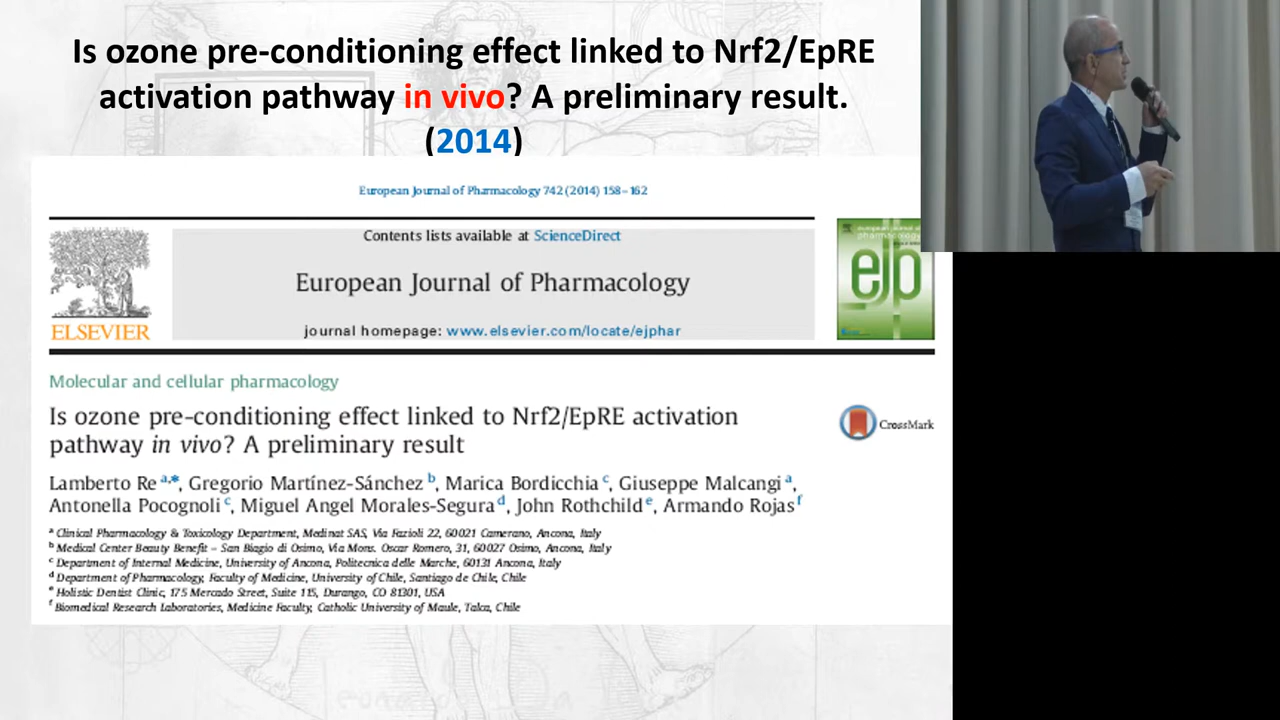 Is ozone pre-conditioning effect linked to Nrf2/EpRE
activation pathway in vivo? A preliminary result.
(2014)
European Journal of Pharmacology 742 (2014) 158–162
Contents lists available at ScienceDirect
European Journal of Pharmacology
journal homepage: www.elsevier.com/locate/ejphar
ELSEVIER
european journal of
pharmacology
ejp
Molecular and cellular pharmacology
Is ozone pre-conditioning effect linked to Nrf2/EpRE activation
pathway in vivo? A preliminary result
CrossMark
Lamberto Re a,*, Gregorio Martínez-Sánchez b, Marica Bordicchia c, Giuseppe Malcangi a,
Antonella Pocognoli c, Miguel Angel Morales-Segura d, John Rothchild e, Armando Rojas f
a Clinical Pharmacology & Toxicology Department, Medinat SAS, Via Fazioli 22, 60021 Camerano, Ancona, Italy
b Medical Center Beauty Benefit – San Biagio di Osimo, Via Mons. Oscar Romero, 31, 60027 Osimo, Ancona, Italy
c Department of Internal Medicine, University of Ancona, Politecnica delle Marche, 60131 Ancona, Italy
d Department of Pharmacology, Faculty of Medicine, University of Chile, Santiago de Chile, Chile
e Holistic Dentist Clinic, 175 Mercado Street, Suite 115, Durango, CO 81301, USA
f Biomedical Research Laboratories, Medicine Faculty, Catholic University of Maule, Talca, Chile